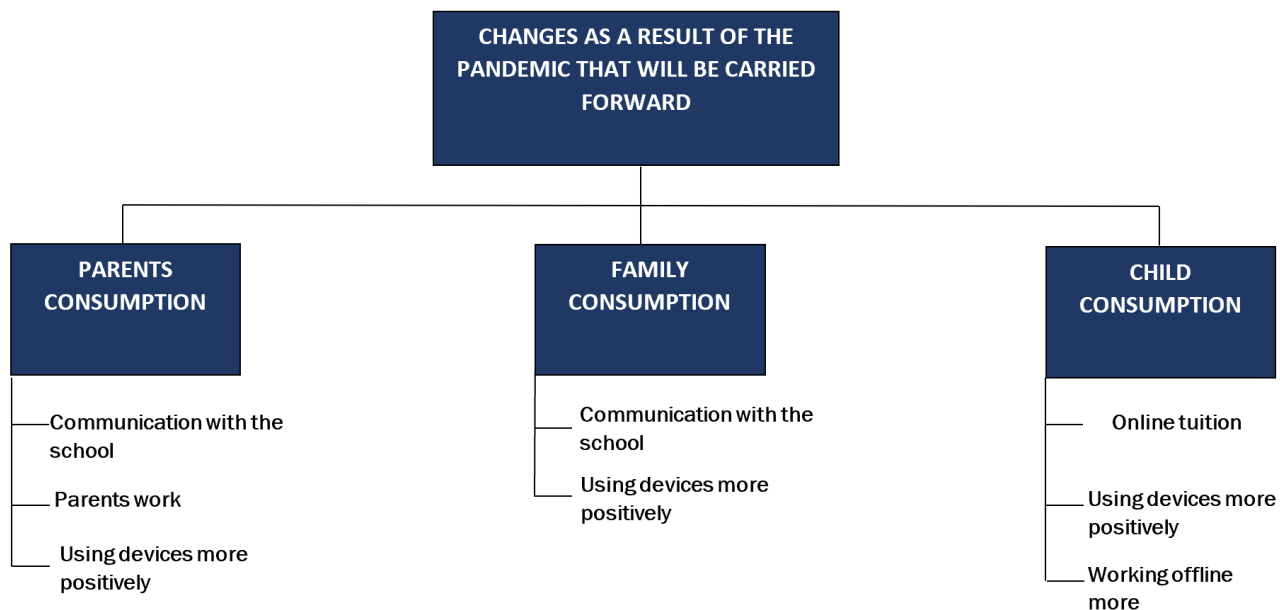 CHANGES AS A RESULT OF THE
PANDEMIC THAT WILL BE CARRIED
FORWARD
PARENTS
CONSUMPTION
Communication with the
school
Parents work
Using devices more
positively
FAMILY
CONSUMPTION
Communication with the
school
Using devices more
positively
CHILD
CONSUMPTION
Online tuition
Using devices more
positively
Working offline
more